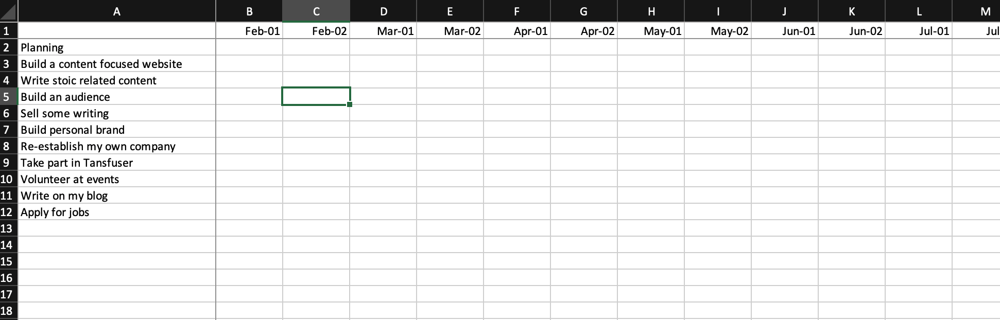 A B C D E F G H I J K L M
1 Feb-01 Feb-02 Mar-01 Mar-02 Apr-01 Apr-02 May-01 May-02 Jun-01 Jun-02 Jul-01 Jul
2 Planning
3 Build a content focused website
4 Write stoic related content
5 Build an audience
6 Sell some writing
7 Build personal brand
8 Re-establish my own company
9 Take part in Tansfuser
10 Volunteer at events
11 Write on my blog
12 Apply for jobs
13
14
15
16
17
18